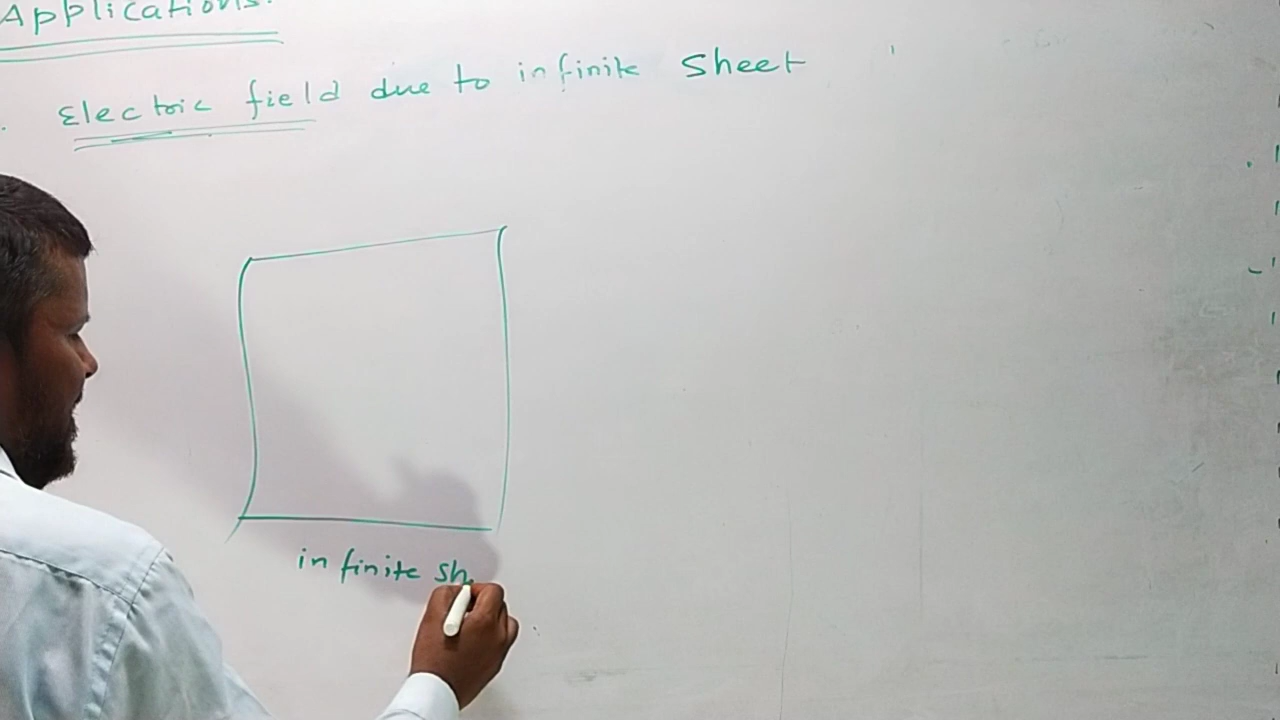 Applications.
Electric field due to infinite Sheet
infinite sh